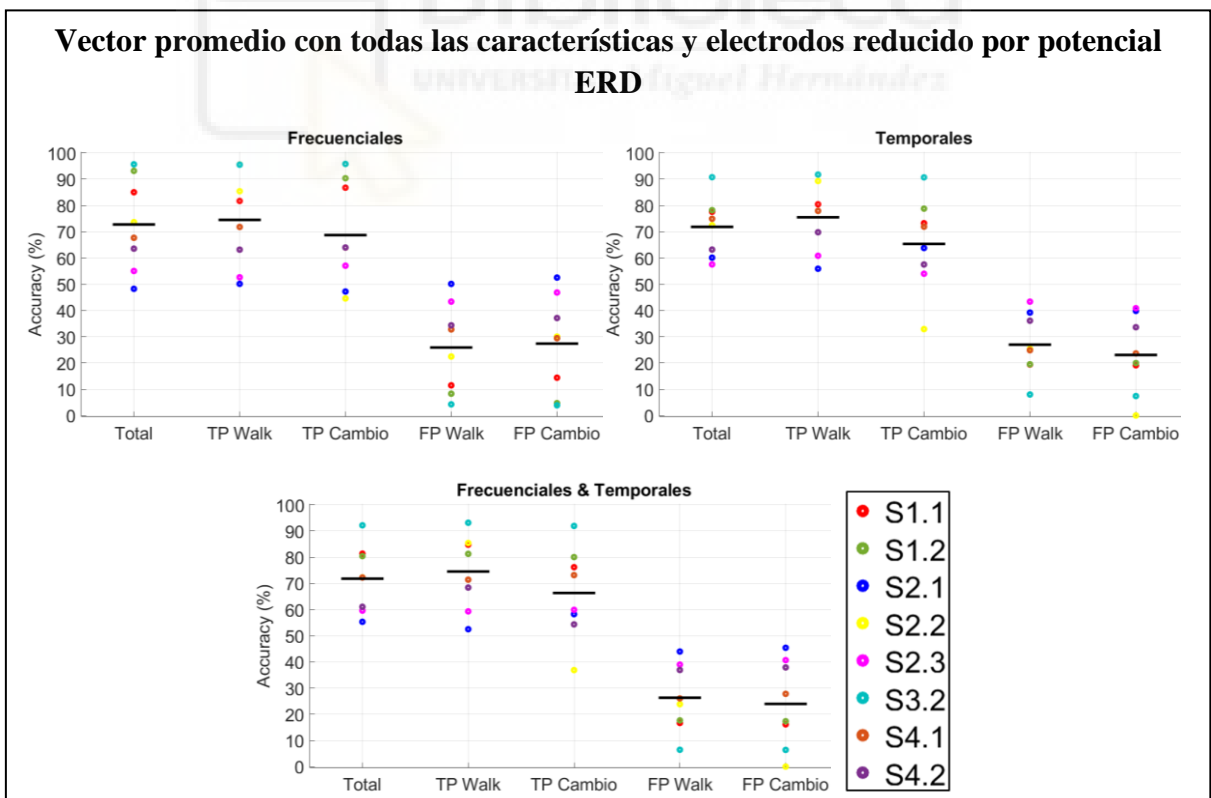 Biblioteca
UNIVERSITAS Miguel Hernández
Vector promedio con todas las características y electrodos reducido por potencial
ERD
Frecuenciales
Accuracy (%)
100
90
80
70
60
50
40
30
20
10
0
Total TP Walk TP Cambio FP Walk FP Cambio
Temporales
Accuracy (%)
100
90
80
70
60
50
40
30
20
10
0
Total TP Walk TP Cambio FP Walk FP Cambio
Frecuenciales & Temporales
Accuracy (%)
100
90
80
70
60
50
40
30
20
10
0
Total TP Walk TP Cambio FP Walk FP Cambio
S1.1
S1.2
S2.1
S2.2
S2.3
S3.2
S4.1
S4.2